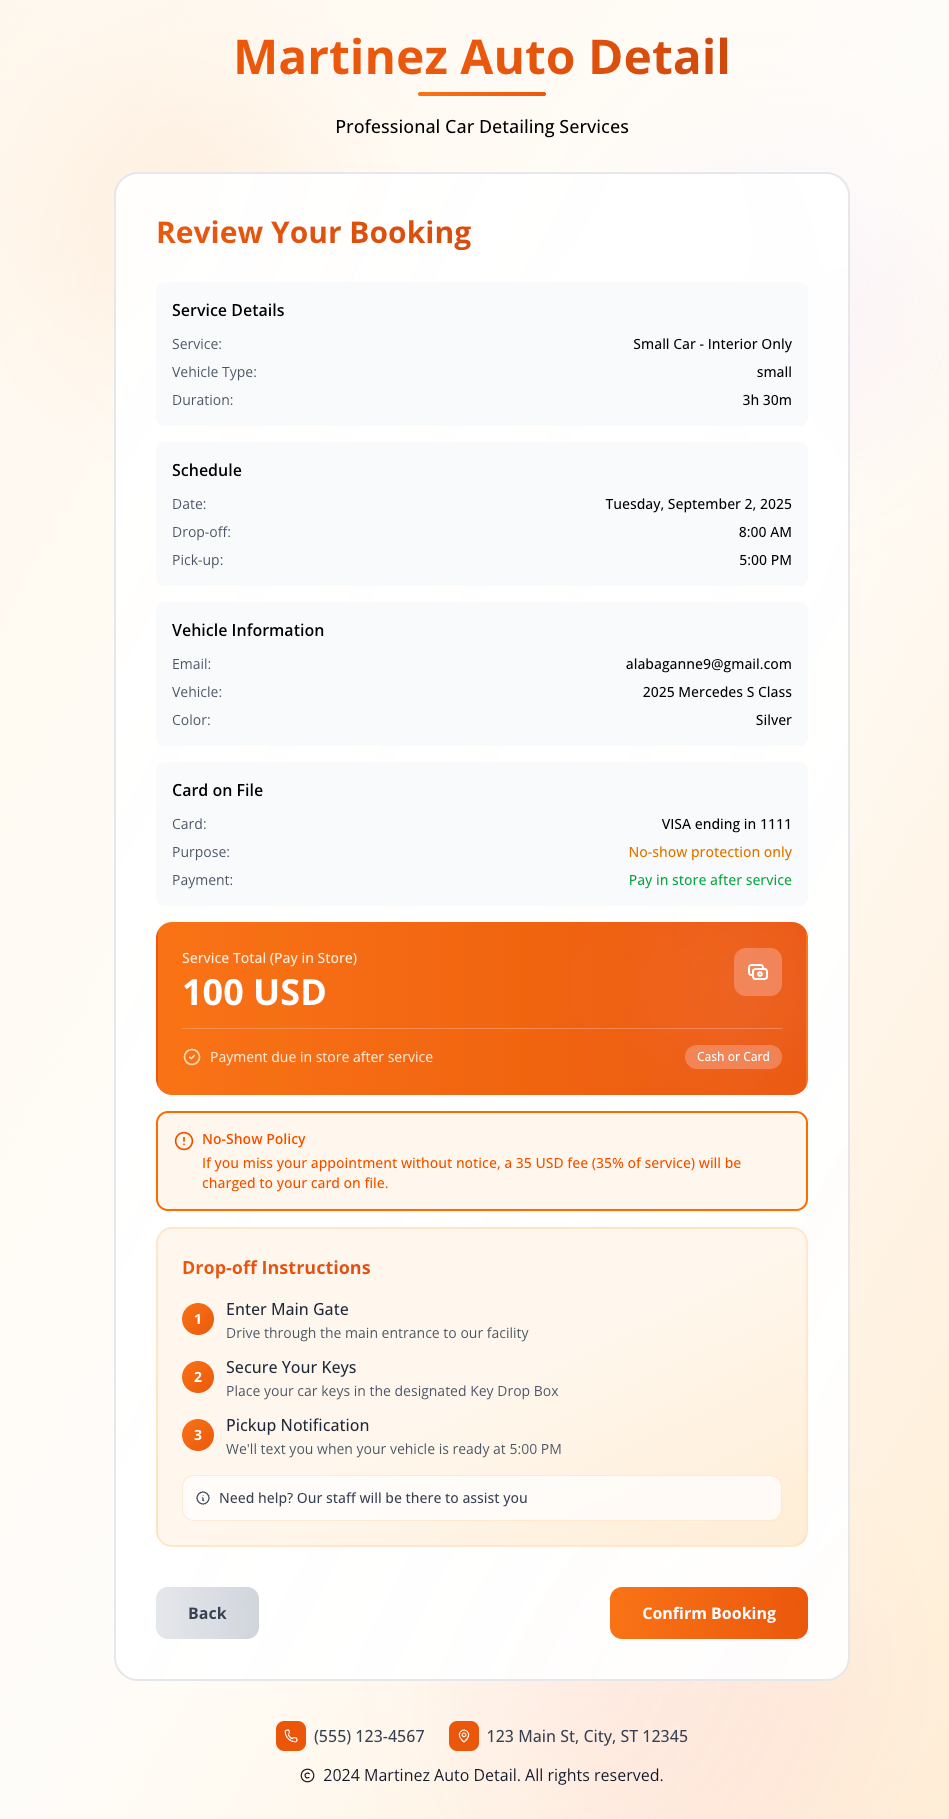 Martinez Auto Detail
Professional Car Detailing Services
Review Your Booking
Service Details
Service: Small Car - Interior Only
Vehicle Type: small
Duration: 3h 30m
Schedule
Date: Tuesday, September 2, 2025
Drop-off: 8:00 AM
Pick-up: 5:00 PM
Vehicle Information
Email: alabaganne9@gmail.com
Vehicle: 2025 Mercedes S Class
Color: Silver
Card on File
Card: VISA ending in 1111
Purpose: No-show protection only
Payment: Pay in store after service
Service Total (Pay in Store)
100 USD
Payment due in store after service Cash or Card
No-Show Policy
If you miss your appointment without notice, a 35 USD fee (35% of service) will be
charged to your card on file.
Drop-off Instructions
1 Enter Main Gate
Drive through the main entrance to our facility
2 Secure Your Keys
Place your car keys in the designated Key Drop Box
3 Pickup Notification
We'll text you when your vehicle is ready at 5:00 PM
Need help? Our staff will be there to assist you
Back Confirm Booking
(555) 123-4567 123 Main St, City, ST 12345
© 2024 Martinez Auto Detail. All rights reserved.